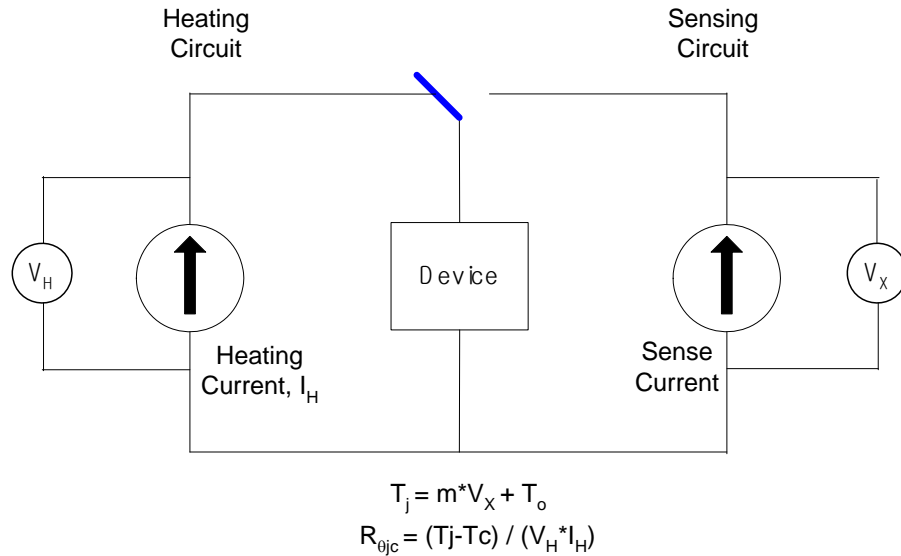 Heating
Circuit
Sensing
Circuit
V_H
Device
V_X
Heating
Current, I_H
Sense
Current
T_j = m*V_X + T_o
R_θjc = (Tj-Tc) / (V_H*I_H)